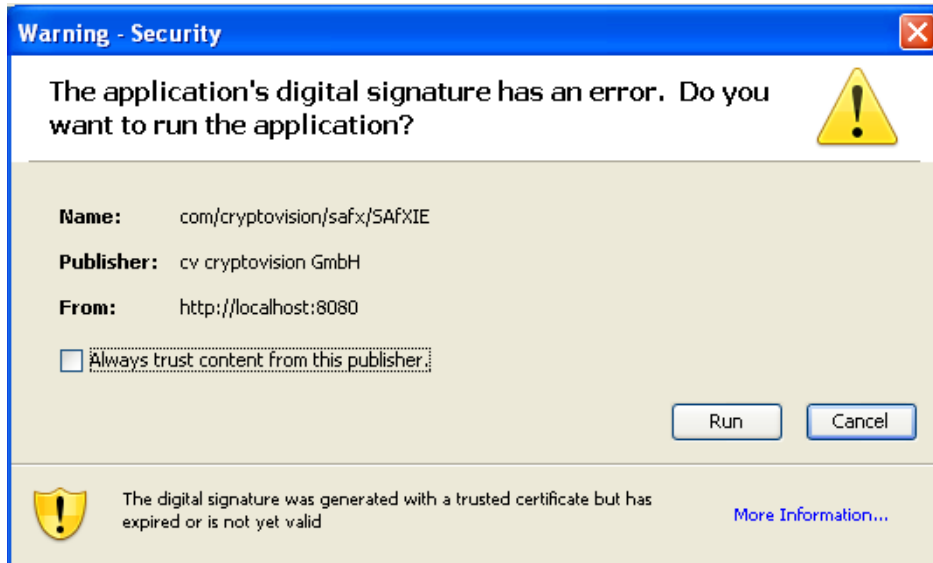 Warning - Security
The application's digital signature has an error. Do you
want to run the application?
Name: com/cryptovision/safx/SAfXIE
Publisher: cv cryptovision GmbH
From: http://localhost:8080
Always trust content from this publisher.
Run Cancel
The digital signature was generated with a trusted certificate but has
expired or is not yet valid
More Information...